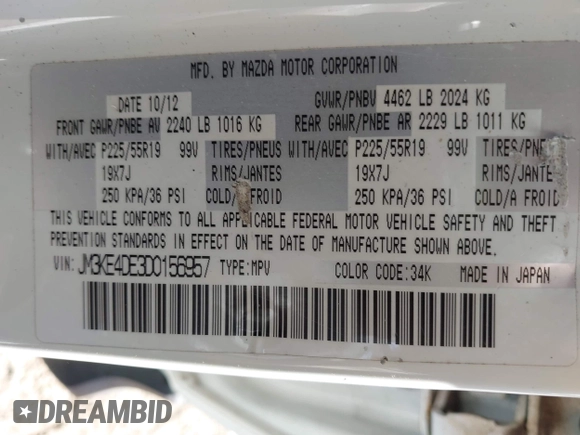 MFD. BY MAZDA MOTOR CORPORATION
DATE 10/12 GVWR/PNBV 4462 LB 2024 KG
FRONT GAWR/PNBE AV 2240 LB 1016 KG REAR GAWR/PNBE AR 2229 LB 1011 KG
WITH/AVEC P225/55R19 99V TIRES/PNEUS WITH/AVEC P225/55R19 99V TIRES/PNEUS
19X7J RIMS/JANTES 19X7J RIMS/JANTES
250 KPA/36 PSI COLD/A FROID 250 KPA/36 PSI COLD/A FROID
THIS VEHICLE CONFORMS TO ALL APPLICABLE FEDERAL MOTOR VEHICLE SAFETY AND THEFT
PREVENTION STANDARDS IN EFFECT ON THE DATE OF MANUFACTURE SHOWN ABOVE.
VIN: JM3KE4DE3D0156957 TYPE:MPV COLOR CODE:34K MADE IN JAPAN
DREAMBID